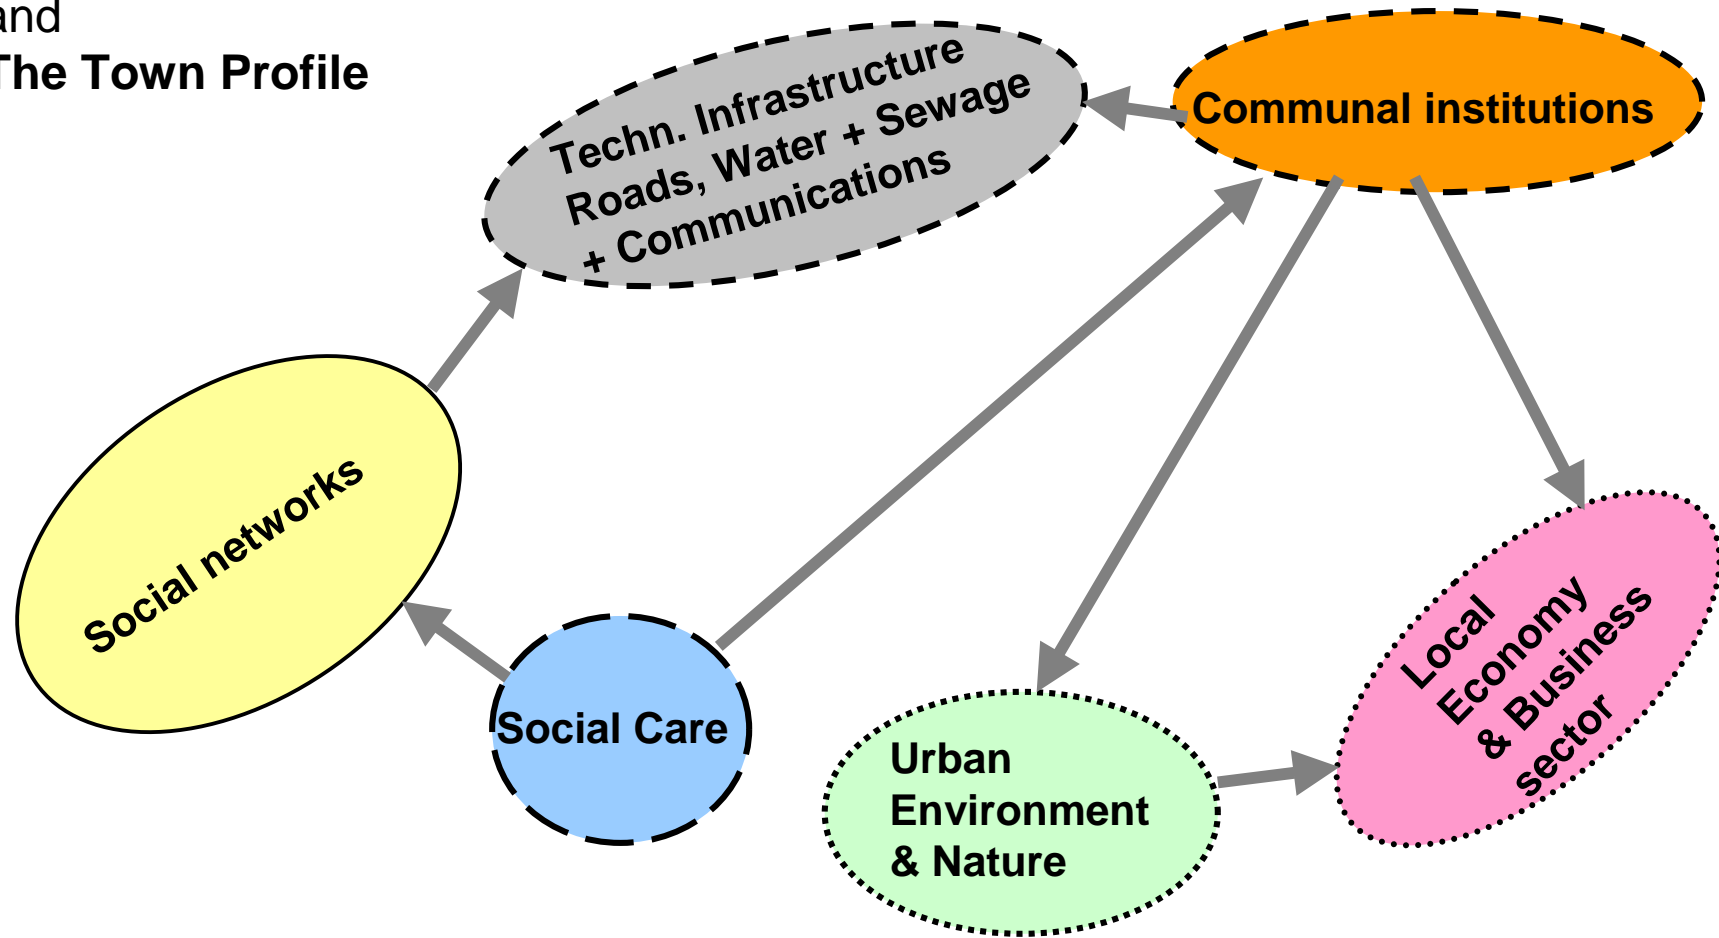 and
The Town Profile
Techn. Infrastructure
Roads, Water + Sewage
+ Communications
Communal institutions
Social networks
Social Care
Urban
Environment
& Nature
Local
Economy
& Business
sector